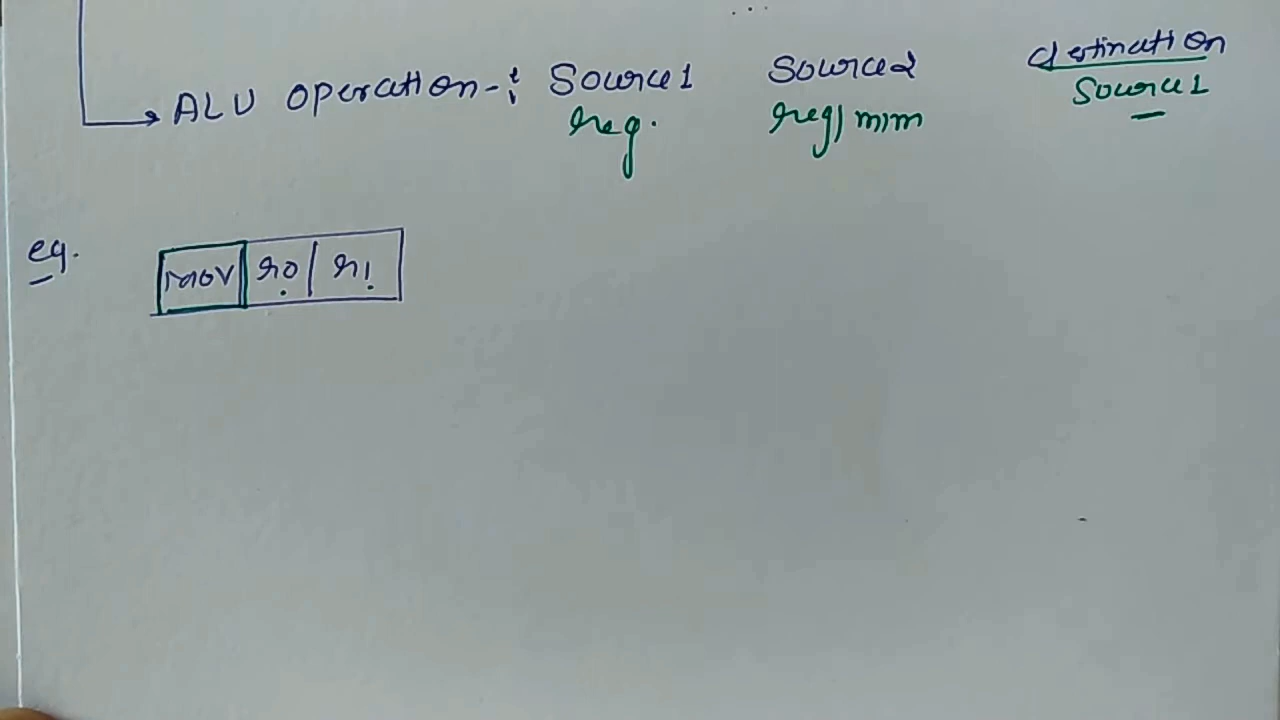 ALU operation-: Source1 Source2 destination
reg. reg/mm Source1
eg.
mov r0 r1